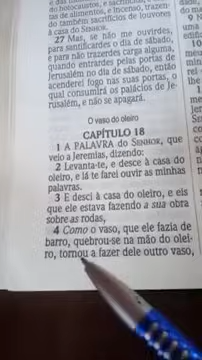 do holocaustos, e sacrifícios, e ofer-
tas de alimentos, e incenso, trazen-
do também sacrifícios de louvores
à casa do SENHOR.
27 Mas, se não me ouvirdes,
para santificardes o dia de sábado,
e para não trazerdes carga alguma,
quando entrardes pelas portas de
Jerusalém no dia de sábado, então
acenderei fogo nas suas portas, o
qual consumirá os palácios de Je-
rusalém, e não se apagará.
O vaso do oleiro
CAPÍTULO 18
1 A PALAVRA do SENHOR, que
veio a Jeremias, dizendo:
2 Levanta-te, e desce à casa do
oleiro, e lá te farei ouvir as minhas
palavras.
3 E desci à casa do oleiro, e eis
que ele estava fazendo a sua obra
sobre as rodas,
4 Como o vaso, que ele fazia de
barro, quebrou-se na mão do olei-
ro, tornou a fazer dele outro vaso,